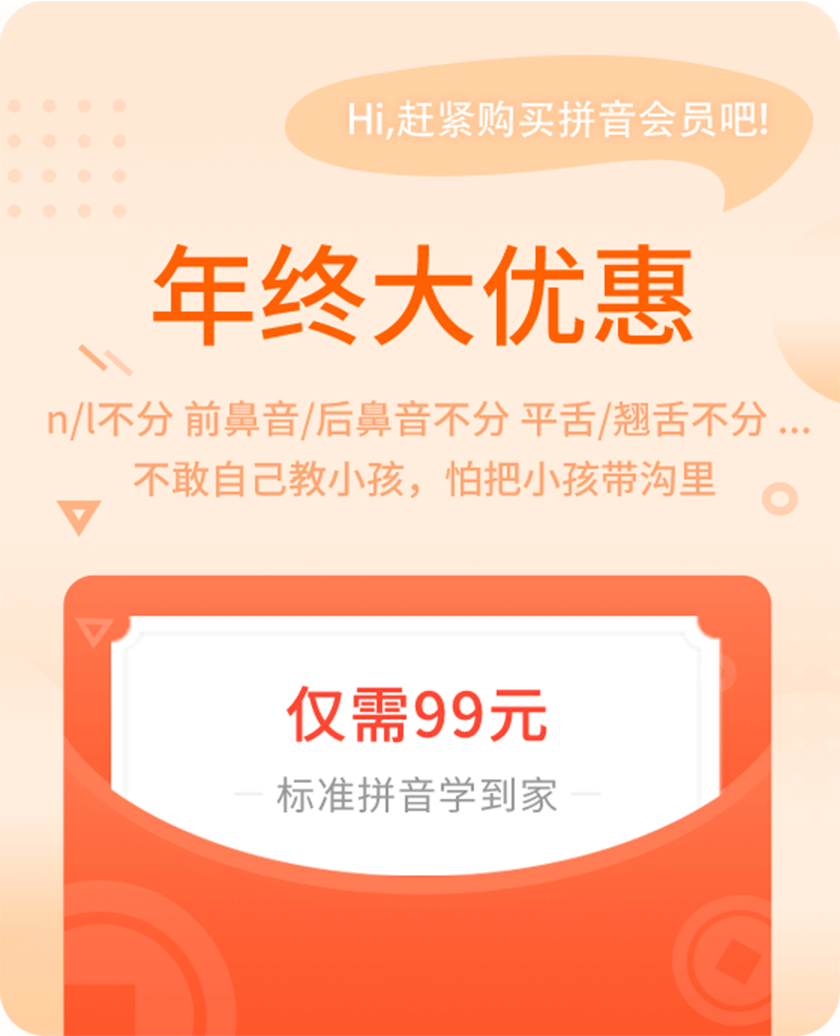 Hi,赶紧购买拼音会员吧!
年终大优惠
n/l不分 前鼻音/后鼻音不分 平舌/翘舌不分 ...
不敢自己教小孩，怕把小孩带沟里
仅需99元
标准拼音学到家